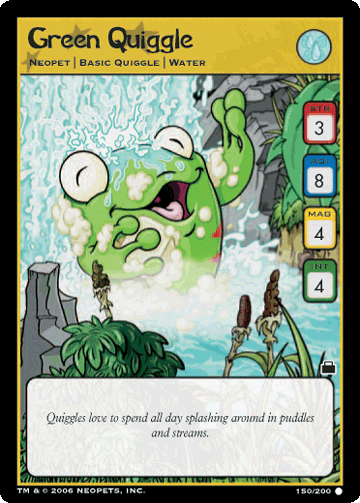 Green Quiggle
NEOPET | BASIC QUIGGLE | WATER
STR
3
AGI
8
MAG
4
INT
4
Quiggles love to spend all day splashing around in puddles
and streams.
TM & © 2006 NEOPETS, INC.
150/200